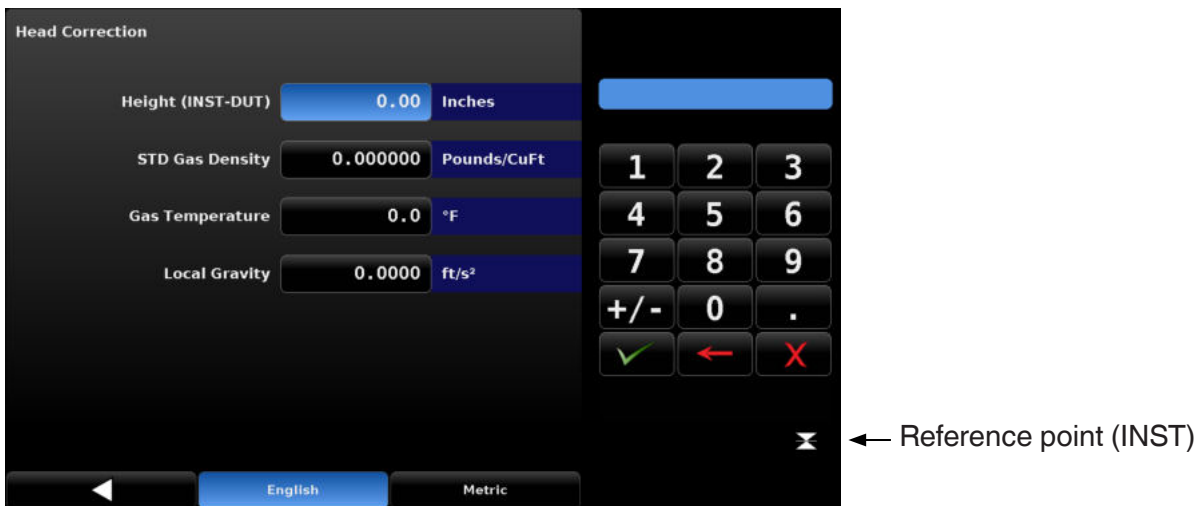 Head Correction
Height (INST-DUT) 0.00 Inches
STD Gas Density 0.000000 Pounds/CuFt
Gas Temperature 0.0 °F
Local Gravity 0.0000 ft/s²
1 2 3
4 5 6
7 8 9
+/- 0 .
X
Reference point (INST)
English Metric